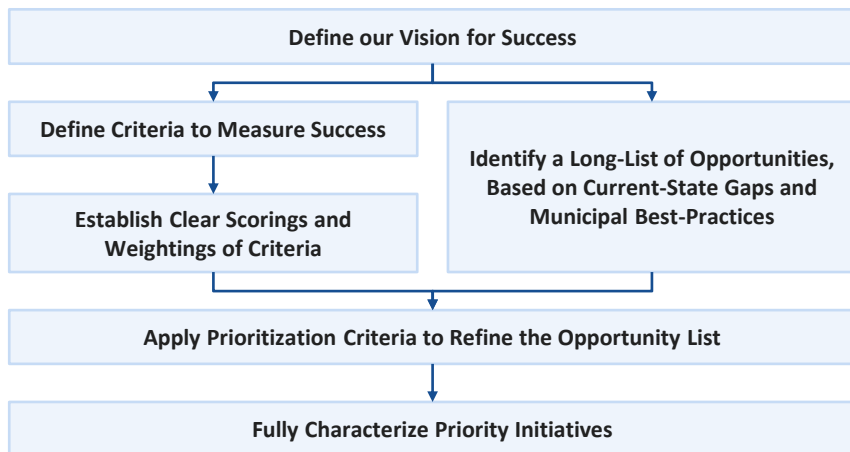 Define our Vision for Success
Define Criteria to Measure Success
Establish Clear Scorings and
Weightings of Criteria
Identify a Long-List of Opportunities,
Based on Current-State Gaps and
Municipal Best-Practices
Apply Prioritization Criteria to Refine the Opportunity List
Fully Characterize Priority Initiatives